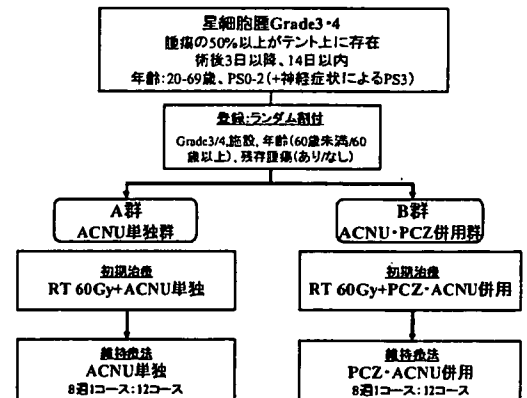 星細胞腫Grade3・4
腫瘍の50%以上がテント上に存在
術後3日以降、14日以内
年齢:20-69歳、PS0-2(+神経症状によるPS3)
登録:ランダム割付
Grade3/4,施設、年齢(60歳未満/60
歳以上)、残存腫瘍(あり/なし)
A群
ACNU単独群
B群
ACNU・PCZ併用群
初期治療
RT 60Gy+ACNU単独
初期治療
RT 60Gy+PCZ・ACNU併用
維持療法
ACNU単独
8週1コース:12コース
維持療法
PCZ・ACNU併用
8週1コース:12コース